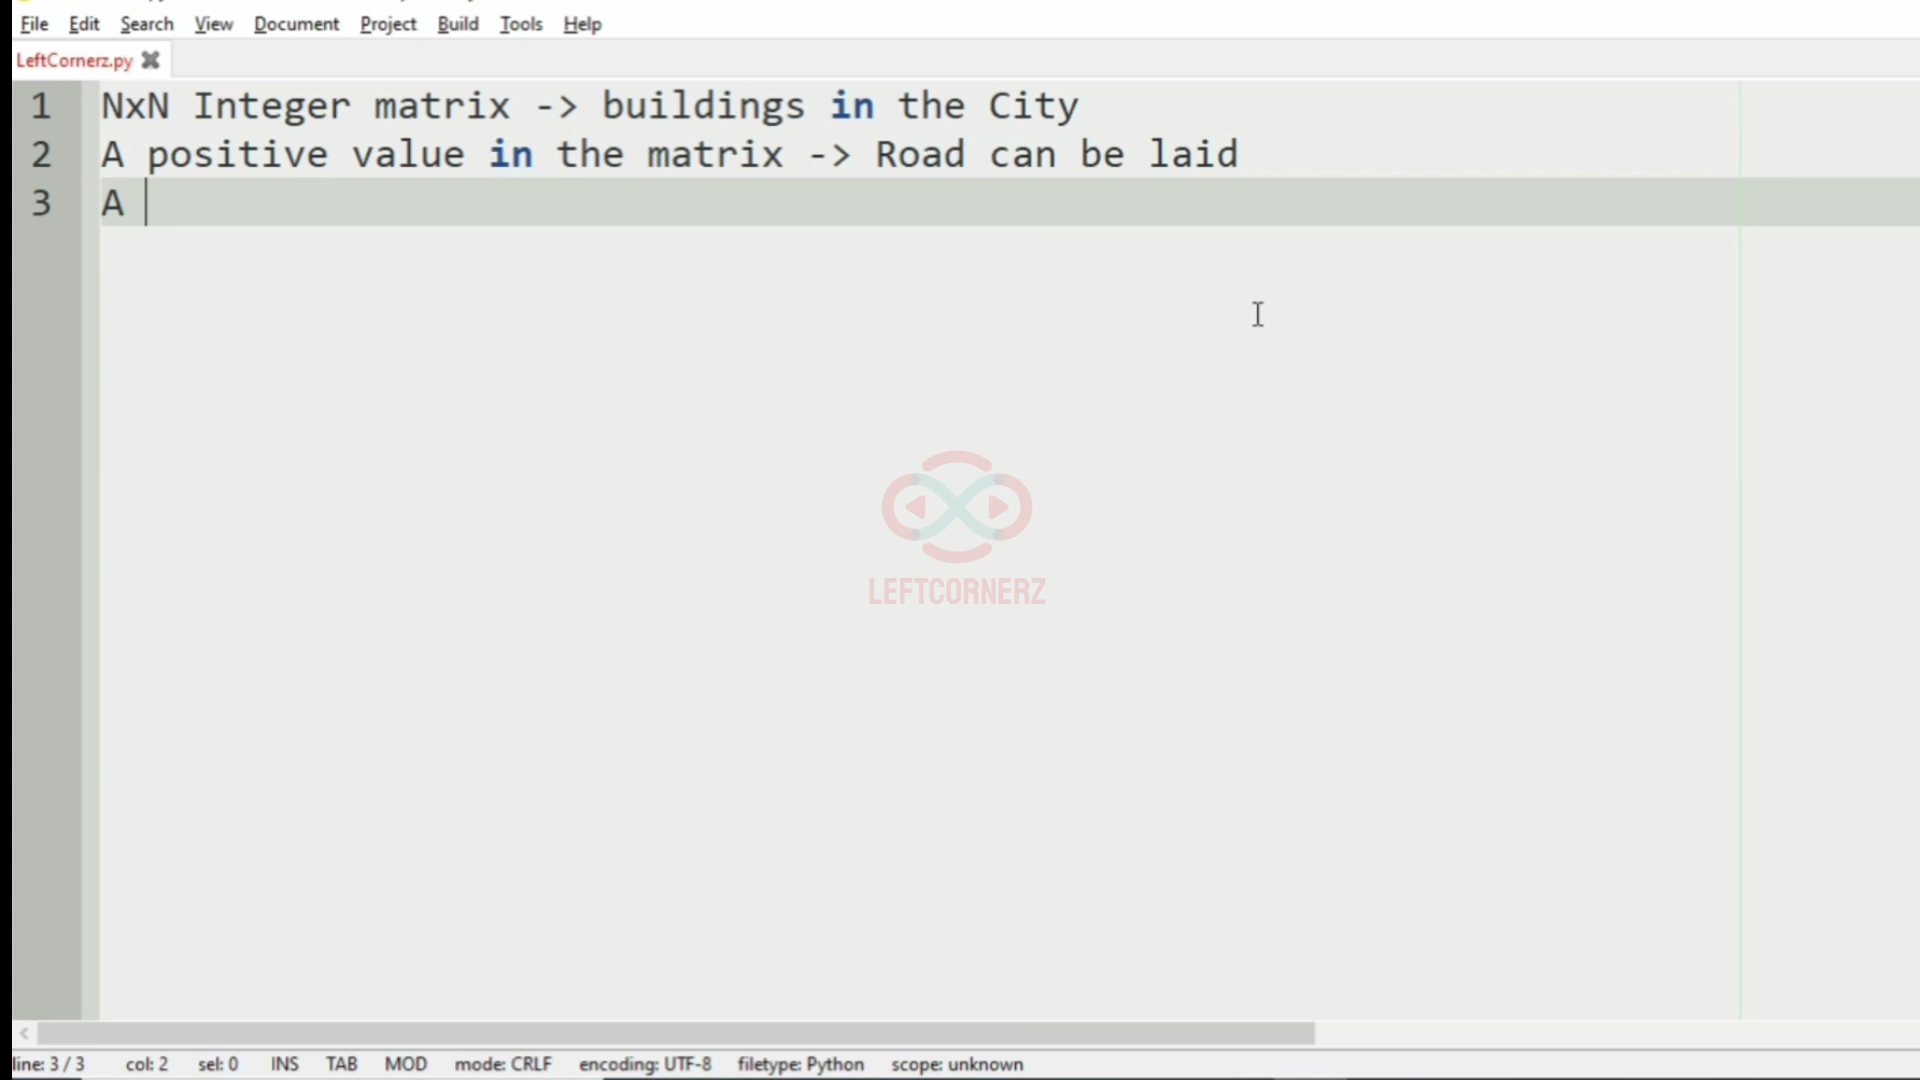 File Edit Search View Document Project Build Tools Help
LeftCornerz.py
1 NxN Integer matrix -> buildings in the City
2 A positive value in the matrix -> Road can be laid
3 A
LEFTCORNERZ
line: 3 / 3 col: 2 sel: 0 INS TAB MOD mode: CRLF encoding: UTF-8 filetype: Python scope: unknown